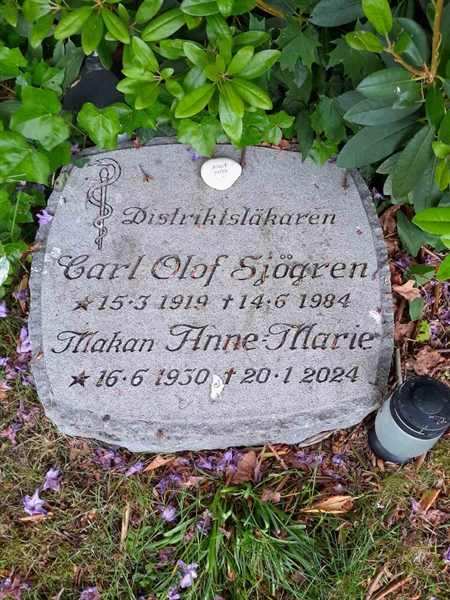 Distriktsläkaren
Carl Olof Sjögren
★ 15·3 1919 † 14·6 1984
Makan Anne-Marie
★ 16·6 1930 † 20·1 2024